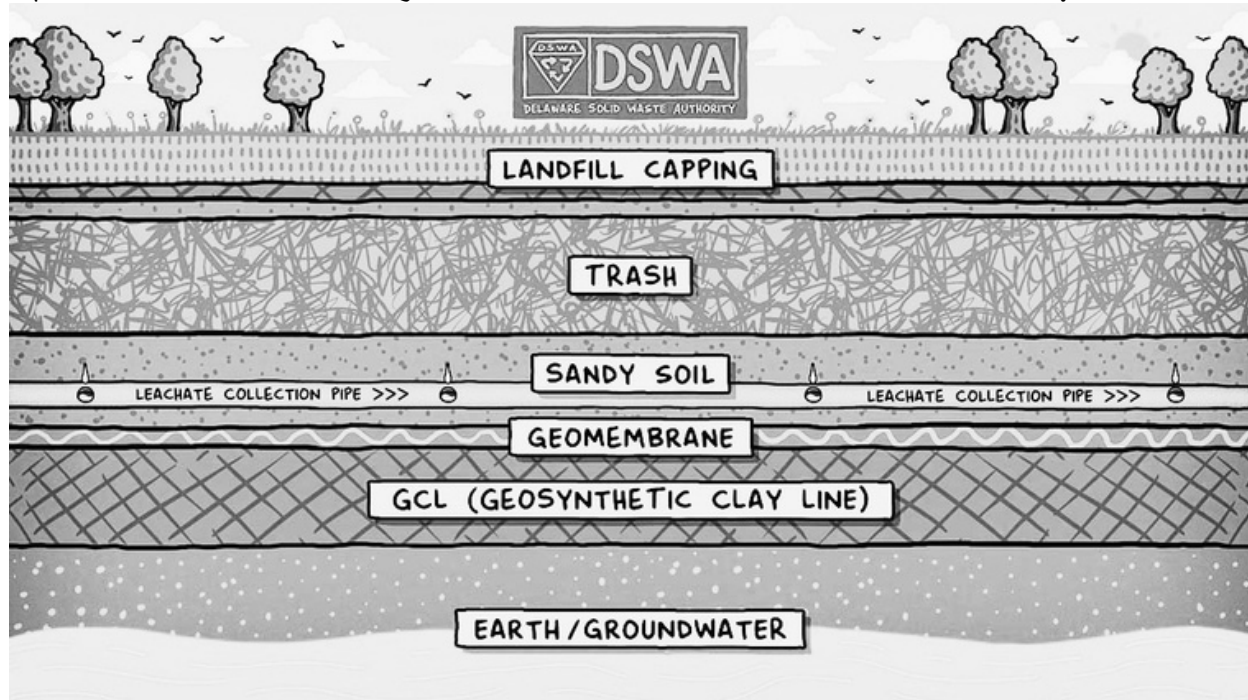 DSWA
DSWA
DELAWARE SOLID WASTE AUTHORITY
LANDFILL CAPPING
TRASH
SANDY SOIL
LEACHATE COLLECTION PIPE >>>
LEACHATE COLLECTION PIPE >>>
GEOMEMBRANE
GCL (GEOSYNTHETIC CLAY LINE)
EARTH/GROUNDWATER